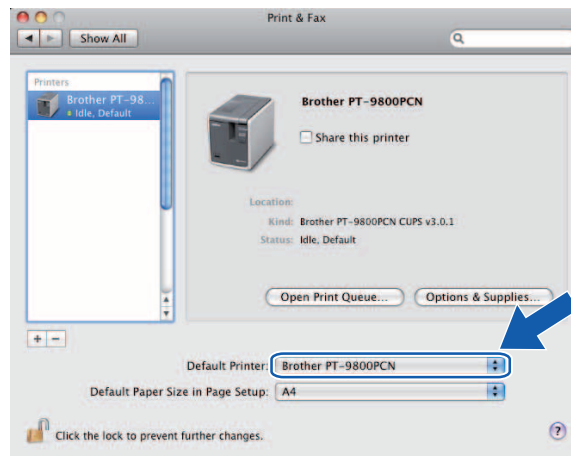 Print & Fax
Show All
Printers
Brother PT-98...
Idle, Default
Brother PT-9800PCN
Share this printer
Location:
Kind: Brother PT-9800PCN CUPS v3.0.1
Status: Idle, Default
Open Print Queue... Options & Supplies...
+ -
Default Printer: Brother PT-9800PCN
Default Paper Size in Page Setup: A4
Click the lock to prevent further changes. ?